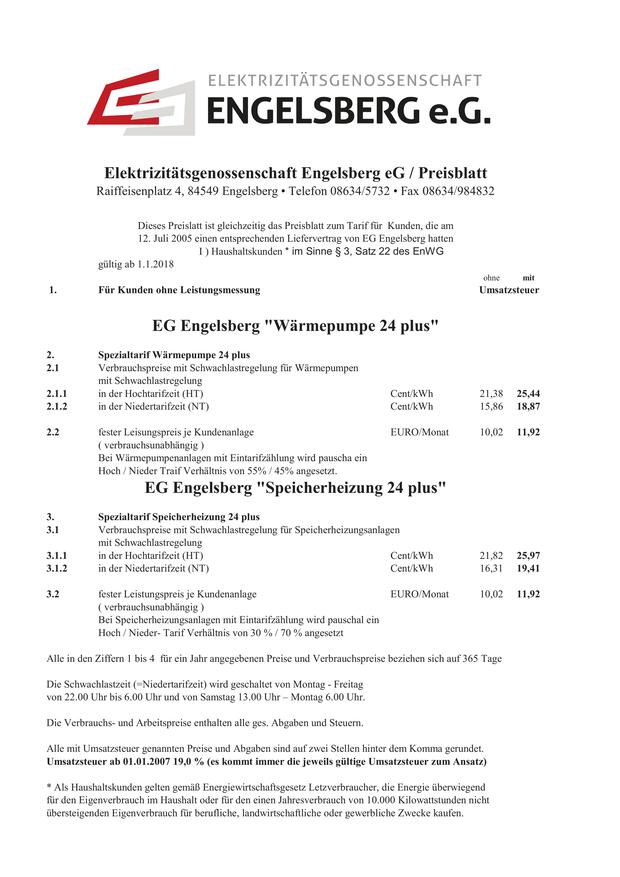 ELEKTRIZITÄTSGENOSSENSCHAFT
ENGELSBERG e.G.
Elektrizitätsgenossenschaft Engelsberg eG / Preisblatt
Raiffeisenplatz 4, 84549 Engelsberg • Telefon 08634/5732 • Fax 08634/984832
Dieses Preislatt ist gleichzeitig das Preisblatt zum Tarif für Kunden, die am
12. Juli 2005 einen entsprechenden Liefervertrag von EG Engelsberg hatten
I ) Haushaltskunden * im Sinne § 3, Satz 22 des EnWG
gültig ab 1.1.2018
ohne mit
1. Für Kunden ohne Leistungsmessung Umsatzsteuer
EG Engelsberg "Wärmepumpe 24 plus"
2. Spezialtarif Wärmepumpe 24 plus
2.1 Verbrauchspreise mit Schwachlastregelung für Wärmepumpen
mit Schwachlastregelung
2.1.1 in der Hochtarifzeit (HT) Cent/kWh 21,38 25,44
2.1.2 in der Niedertarifzeit (NT) Cent/kWh 15,86 18,87
2.2 fester Leisungspreis je Kundenanlage EURO/Monat 10,02 11,92
( verbrauchsunabhängig )
Bei Wärmepumpenanlagen mit Eintarifzählung wird pauscha ein
Hoch / Nieder Traif Verhältnis von 55% / 45% angesetzt.
EG Engelsberg "Speicherheizung 24 plus"
3. Spezialtarif Speicherheizung 24 plus
3.1 Verbrauchspreise mit Schwachlastregelung für Speicherheizungsanlagen
mit Schwachlastregelung
3.1.1 in der Hochtarifzeit (HT) Cent/kWh 21,82 25,97
3.1.2 in der Niedertarifzeit (NT) Cent/kWh 16,31 19,41
3.2 fester Leistungspreis je Kundenanlage EURO/Monat 10,02 11,92
( verbrauchsunabhängig )
Bei Speicherheizungsanlagen mit Eintarifzählung wird pauschal ein
Hoch / Nieder- Tarif Verhältnis von 30 % / 70 % angesetzt
Alle in den Ziffern 1 bis 4 für ein Jahr angegebenen Preise und Verbrauchspreise beziehen sich auf 365 Tage
Die Schwachlastzeit (=Niedertarifzeit) wird geschaltet von Montag - Freitag
von 22.00 Uhr bis 6.00 Uhr und von Samstag 13.00 Uhr – Montag 6.00 Uhr.
Die Verbrauchs- und Arbeitspreise enthalten alle ges. Abgaben und Steuern.
Alle mit Umsatzsteuer genannten Preise und Abgaben sind auf zwei Stellen hinter dem Komma gerundet.
Umsatzsteuer ab 01.01.2007 19,0 % (es kommt immer die jeweils gültige Umsatzsteuer zum Ansatz)
* Als Haushaltskunden gelten gemäß Energiewirtschaftsgesetz Letzverbraucher, die Energie überwiegend
für den Eigenverbrauch im Haushalt oder für den einen Jahresverbrauch von 10.000 Kilowattstunden nicht
übersteigenden Eigenverbrauch für berufliche, landwirtschaftliche oder gewerbliche Zwecke kaufen.